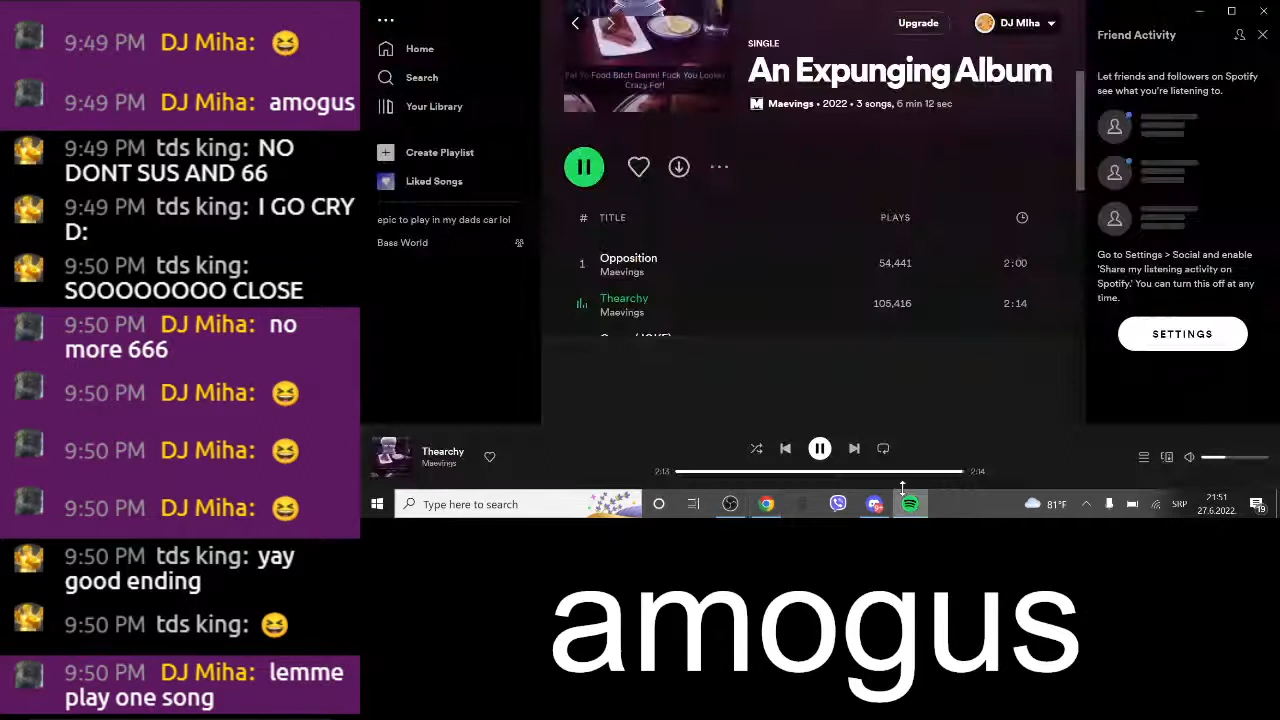 9:49 PM DJ Miha: 😆
9:49 PM DJ Miha: amogus
9:49 PM tds king: NO
DONT SUS AND 66
9:49 PM tds king: I GO CRY
D:
9:50 PM tds king:
SOOOOOOOO CLOSE
9:50 PM DJ Miha: no
more 666
9:50 PM DJ Miha: 😆
9:50 PM DJ Miha: 😆
9:50 PM DJ Miha: 😆
9:50 PM tds king: yay
good ending
9:50 PM tds king: 😆
9:50 PM DJ Miha: lemme
play one song
Home
Search
Your Library
Create Playlist
Liked Songs
epic to play in my dads car lol
Bass World
Upgrade
DJ MIha
Crazy For!!
SINGLE
An Expunging Album
Maevings • 2022 • 3 songs, 6 min 12 sec
# TITLE PLAYS
1 Opposition 54,441 2:00
Maevings
Thearchy 105,416 2:14
Maevings
Friend Activity
Let friends and followers on Spotify
see what you're listening to.
Go to Settings > Social and enable
'Share my listening activity on
Spotify.' You can turn this off at any
time.
SETTINGS
Thearchy
Maevings
2:13 2:14
Type here to search
81°F
SRP
21:51
27.6.2022.
19
amogus